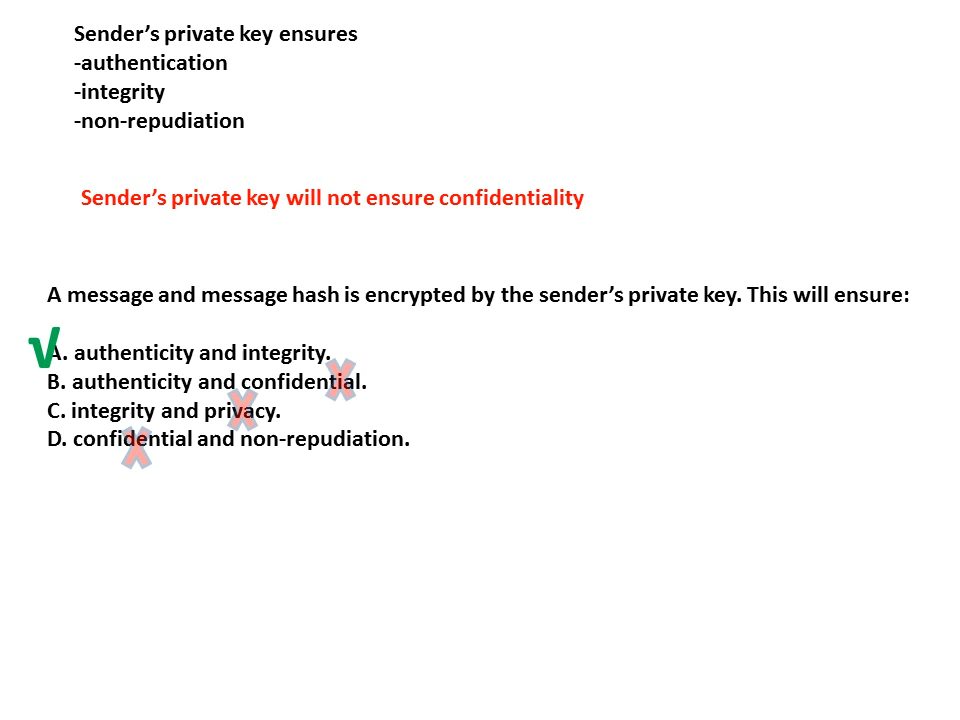 Sender’s private key ensures
-authentication
-integrity
-non-repudiation
Sender’s private key will not ensure confidentiality
A message and message hash is encrypted by the sender’s private key. This will ensure:
A. authenticity and integrity.
B. authenticity and confidential.
C. integrity and privacy.
D. confidential and non-repudiation.